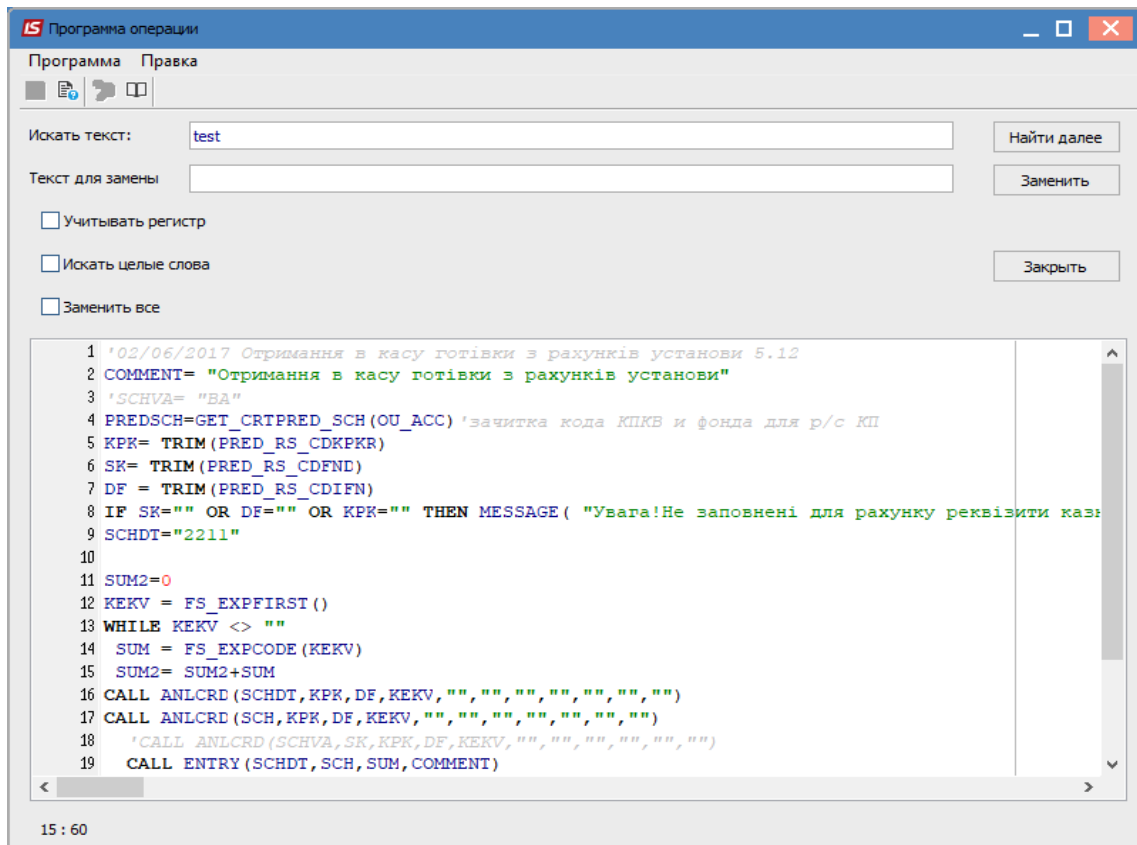 IS Программа операции
Программа Правка
Искать текст: test Найти далее
Текст для замены Заменить
Учитывать регистр
Искать целые слова Закрыть
Заменить все
1 '02/06/2017 Отримання в касу готівки з рахунків установи 5.12
2 COMMENT= "Отримання в касу готівки з рахунків установи"
3 'SCHVA= "ВА"
4 PREDSCH=GET_CRTPRED_SCH(OU_ACC)'зачитка кода КПКВ и фонда для р/с КП
5 KPK= TRIM(PRED_RS_CDKPKR)
6 SK= TRIM(PRED_RS_CDFND)
7 DF = TRIM(PRED_RS_CDIFN)
8 IF SK="" OR DF="" OR KPK="" THEN MESSAGE( "Увага!Не заповнені для рахунку реквізити казн
9 SCHDT="2211"
10
11 SUM2=0
12 KEKV = FS_EXPFIRST()
13 WHILE KEKV <> ""
14 SUM = FS_EXPCODE(KEKV)
15 SUM2= SUM2+SUM
16 CALL ANLCRD(SCHDT,KPK,DF,KEKV,"","","","","","","")
17 CALL ANLCRD(SCH,KPK,DF,KEKV,"","","","","","","")
18 'CALL ANLCRD(SCHVA,SK,KPK,DF,KEKV,"","","","","","")
19 CALL ENTRY(SCHDT,SCH,SUM,COMMENT)
15 : 60